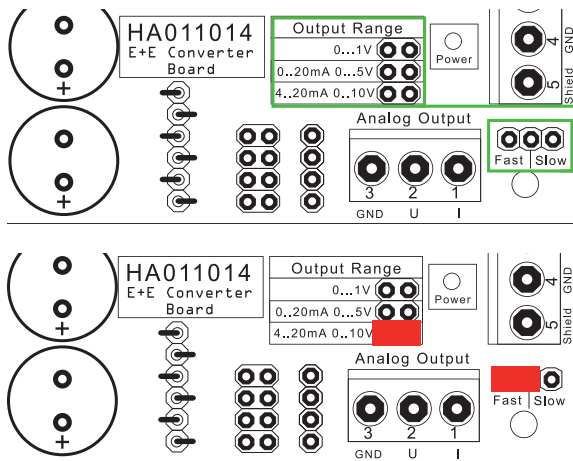 HA011014
E+E Converter
Board
Output Range
0...1V
0..20mA 0...5V
4..20mA 0..10V
Power
4 GND
5 Shield
+
+
Analog Output
3 2 1
GND U I
Fast Slow
HA011014
E+E Converter
Board
Output Range
0...1V
0...20mA 0...5V
4..20mA 0..10V
Power
4 GND
5 Shield
+
+
Analog Output
3 2 1
GND U I
Fast Slow